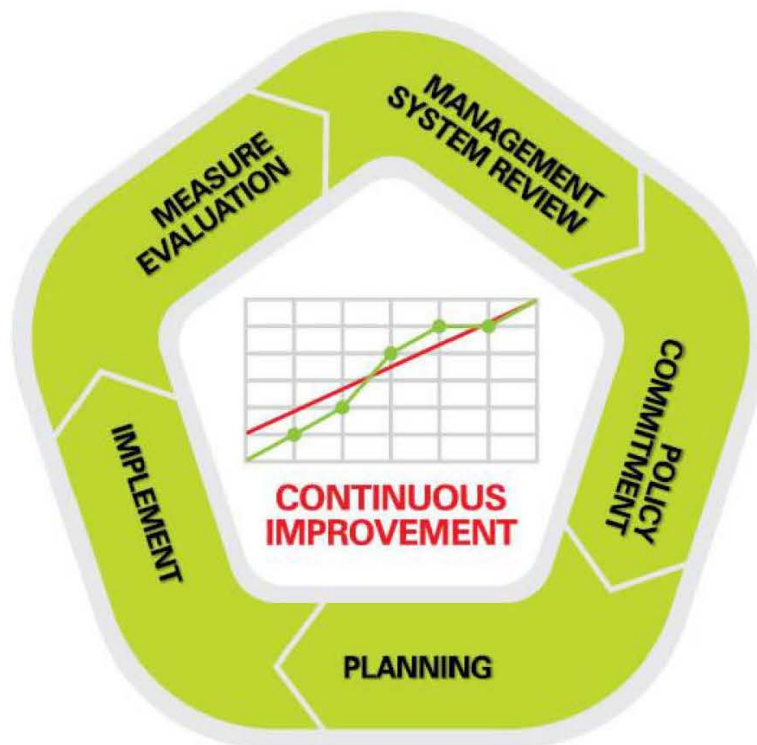 MANAGEMENT
SYSTEM REVIEW
POLICY
COMMITMENT
PLANNING
IMPLEMENT
MEASURE
EVALUATION
CONTINUOUS
IMPROVEMENT